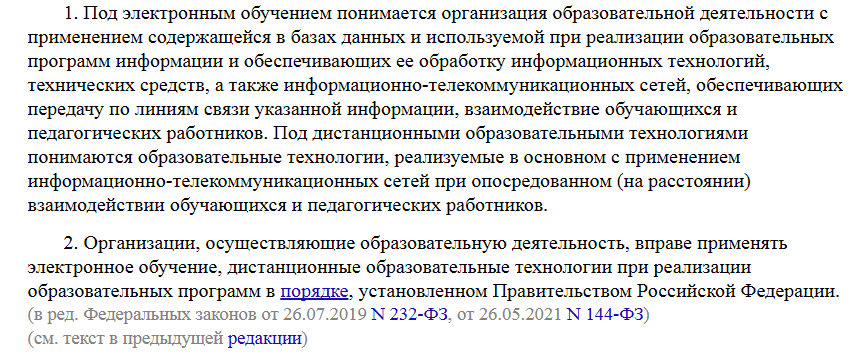 1. Под электронным обучением понимается организация образовательной деятельности с
применением содержащейся в базах данных и используемой при реализации образовательных
программ информации и обеспечивающих ее обработку информационных технологий,
технических средств, а также информационно-телекоммуникационных сетей, обеспечивающих
передачу по линиям связи указанной информации, взаимодействие обучающихся и
педагогических работников. Под дистанционными образовательными технологиями
понимаются образовательные технологии, реализуемые в основном с применением
информационно-телекоммуникационных сетей при опосредованном (на расстоянии)
взаимодействии обучающихся и педагогических работников.
2. Организации, осуществляющие образовательную деятельность, вправе применять
электронное обучение, дистанционные образовательные технологии при реализации
образовательных программ в порядке, установленном Правительством Российской Федерации.
(в ред. Федеральных законов от 26.07.2019 N 232-ФЗ, от 26.05.2021 N 144-ФЗ)
(см. текст в предыдущей редакции)